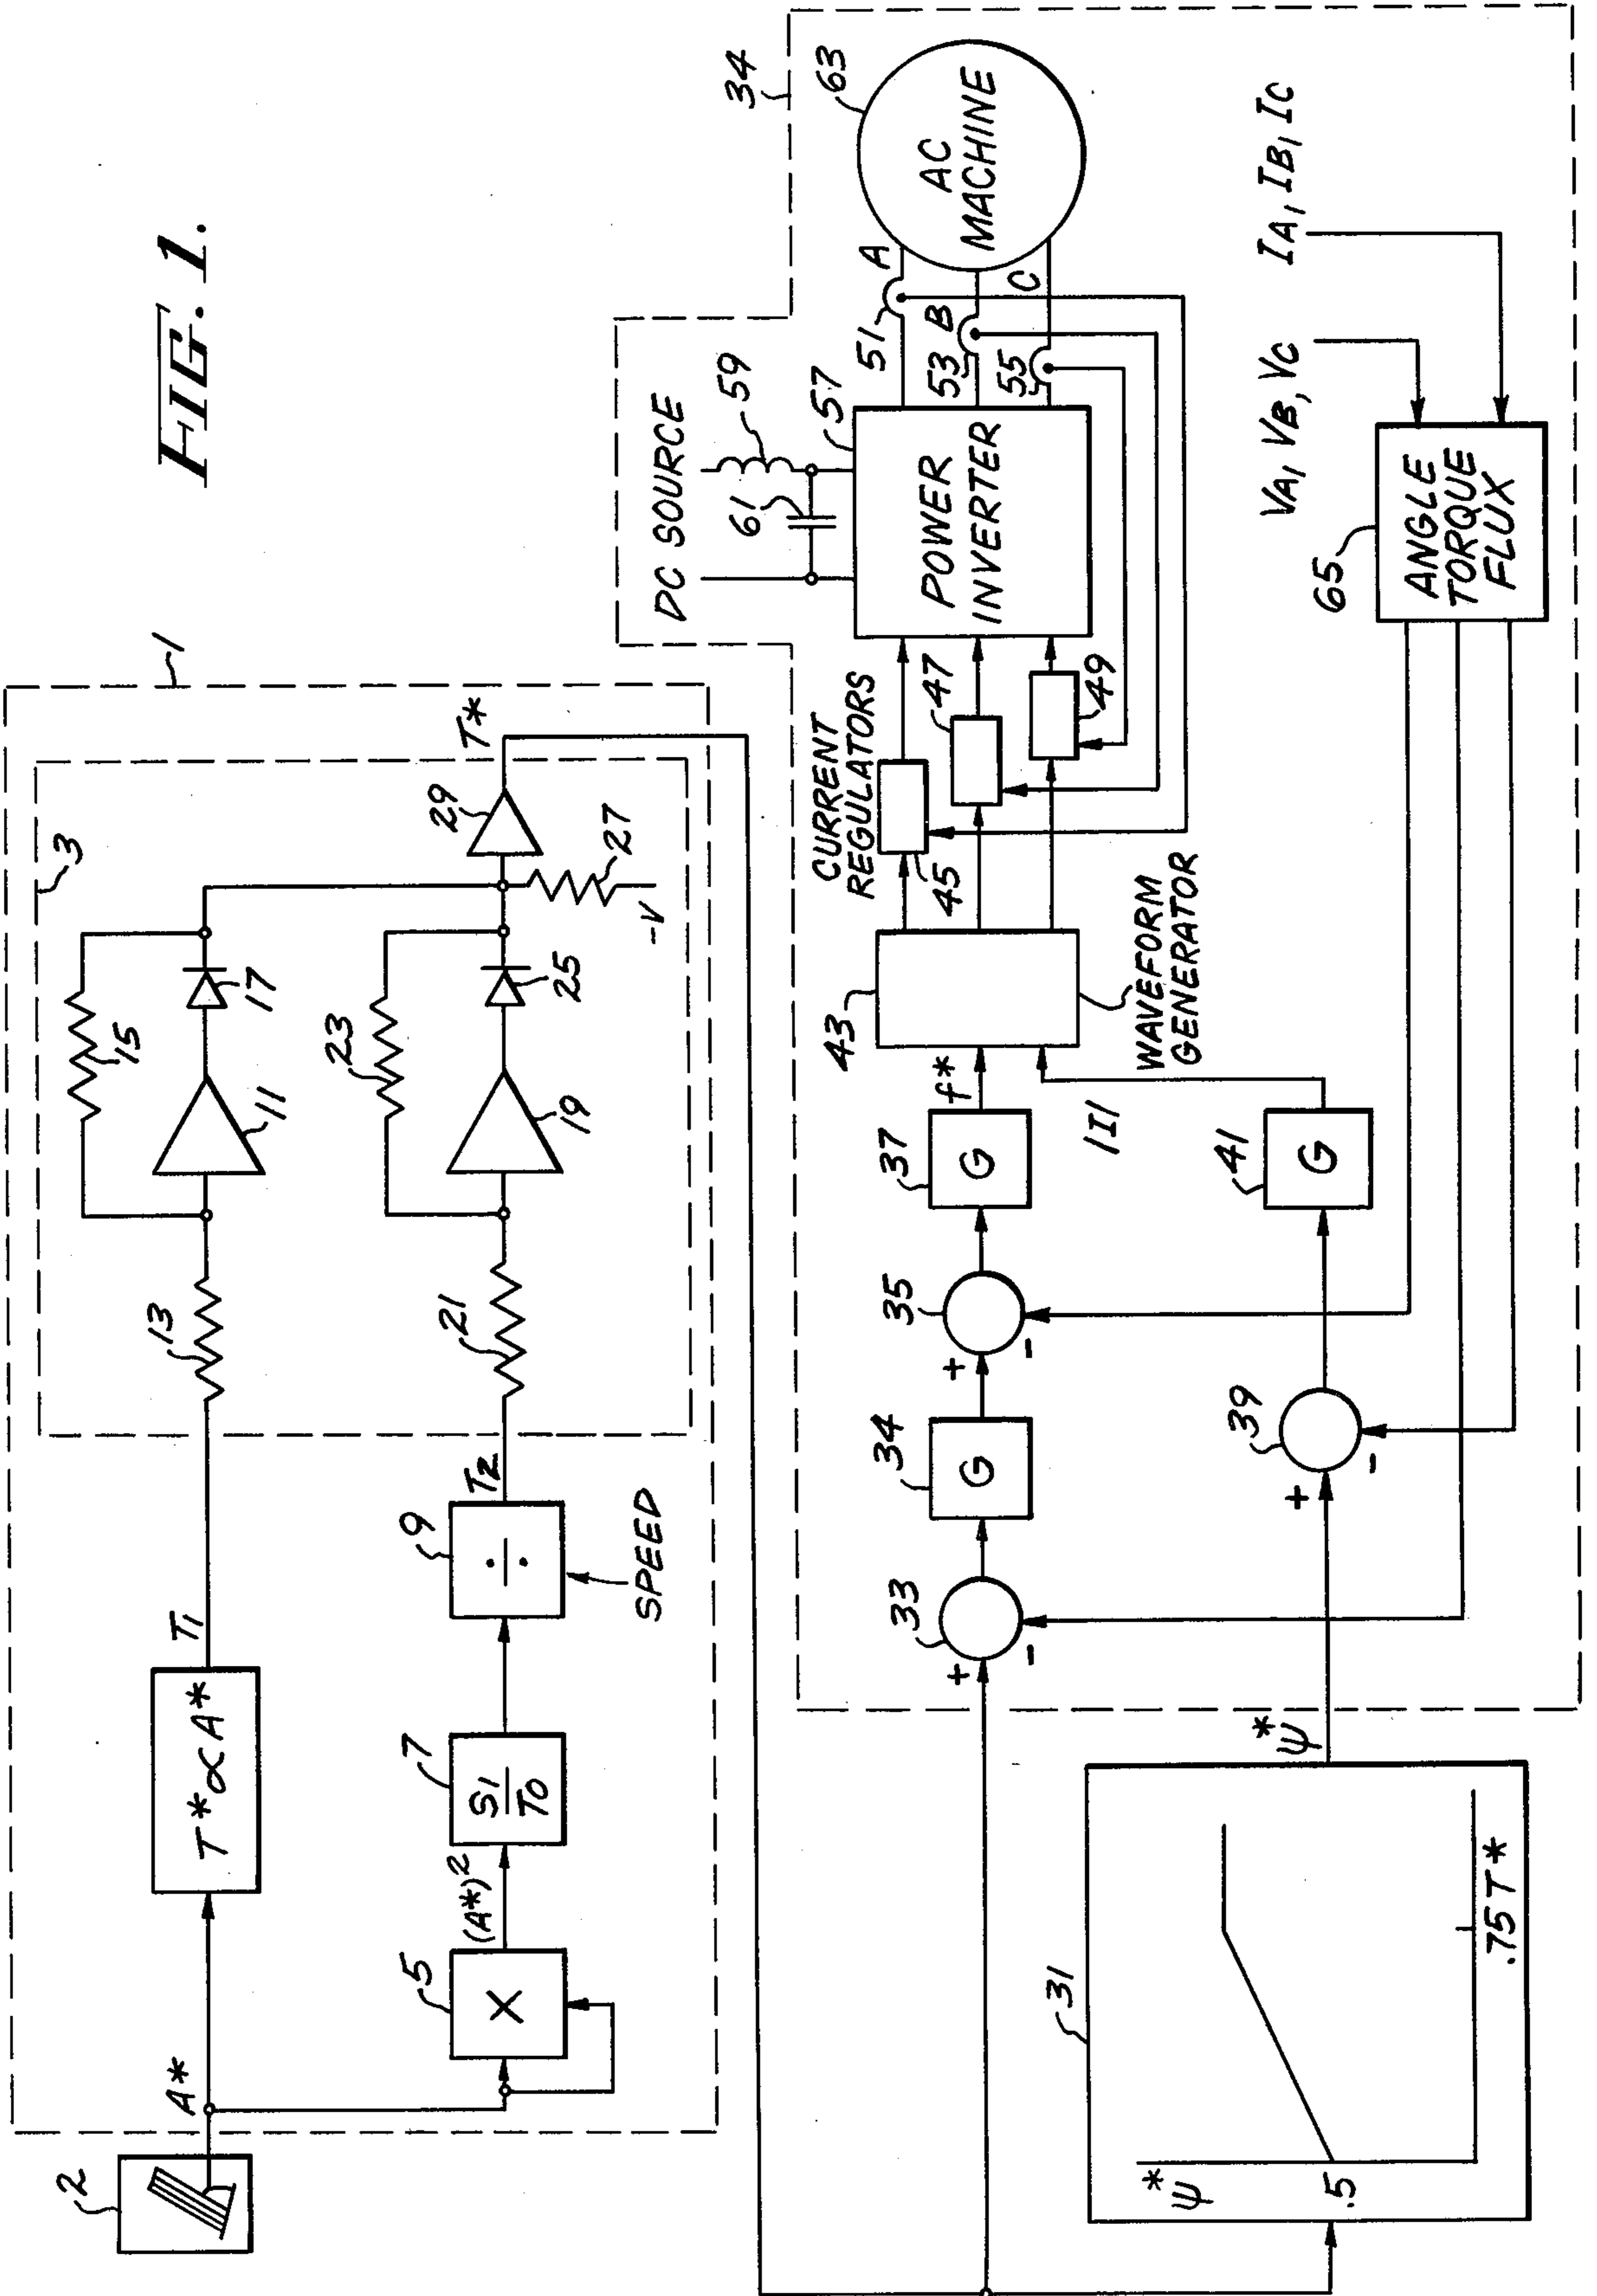 FIG. 1.
1
3
2
A*
T* ∝ A*
T1
13
11
15
17
5
X
(A*)2
7
S1
T0
9
÷
SPEED
T2
21
19
23
25
27
-V
29
T*
34
DC SOURCE
59
61
57
POWER
INVERTER
51
53
55
A
B
C
63
AC
MACHINE
CURRENT
REGULATORS
45
47
49
43
WAVEFORM
GENERATOR
f*
|I|
33
+
-
34
G
35
+
-
37
G
39
+
-
41
G
65
ANGLE
TORQUE
FLUX
VA, VB, VC
IA, IB, IC
31
ψ*
.5
.75 T*
ψ*